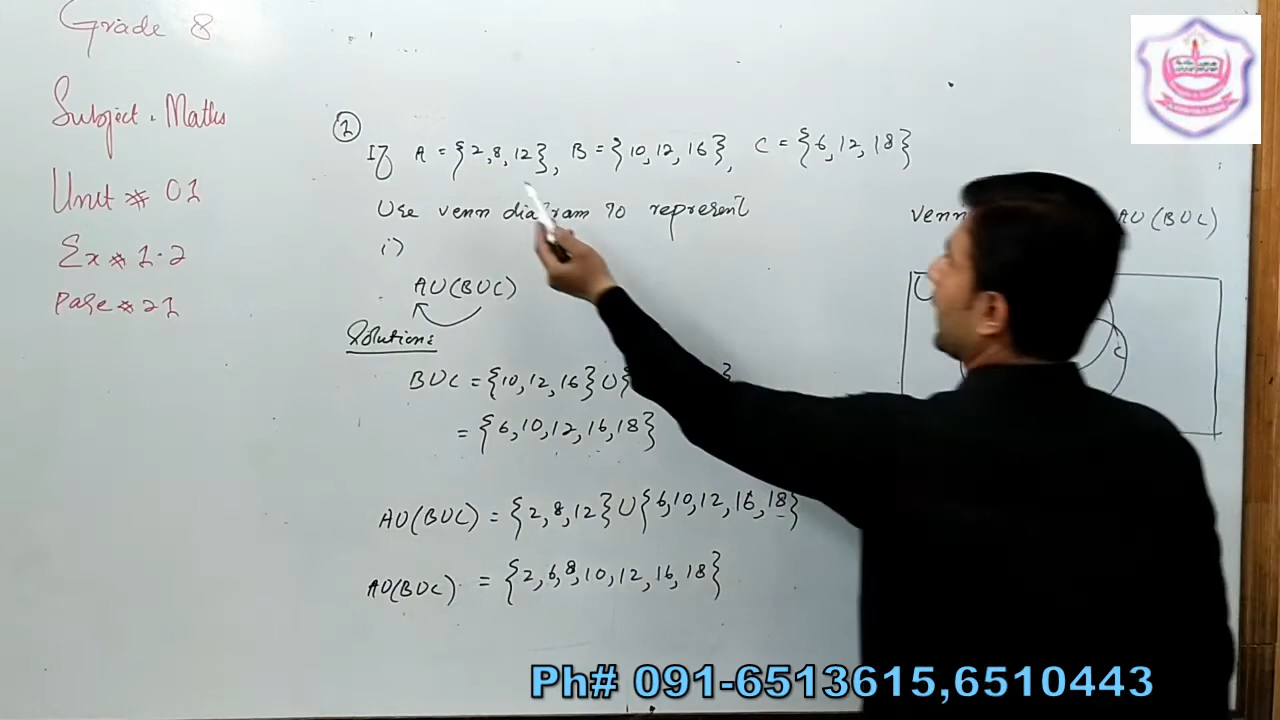 Grade 8
Subject. Maths
Unit # 01
Ex # 1.2
Page # 21
1
If A = {2,8,12}, B = {10,12,16}, C = {6,12,18}
Use venn diagram to represent
i)
AU(BUC)
Solution:
BUC = {10,12,16}U{ }
= {6,10,12,16,18}
AU(BUC) = {2,8,12}U{6,10,12,16,18}
AU(BUC) = {2,6,8,10,12,16,18}
venn AU(BUC)
U
C
Ph# 091-6513615,6510443